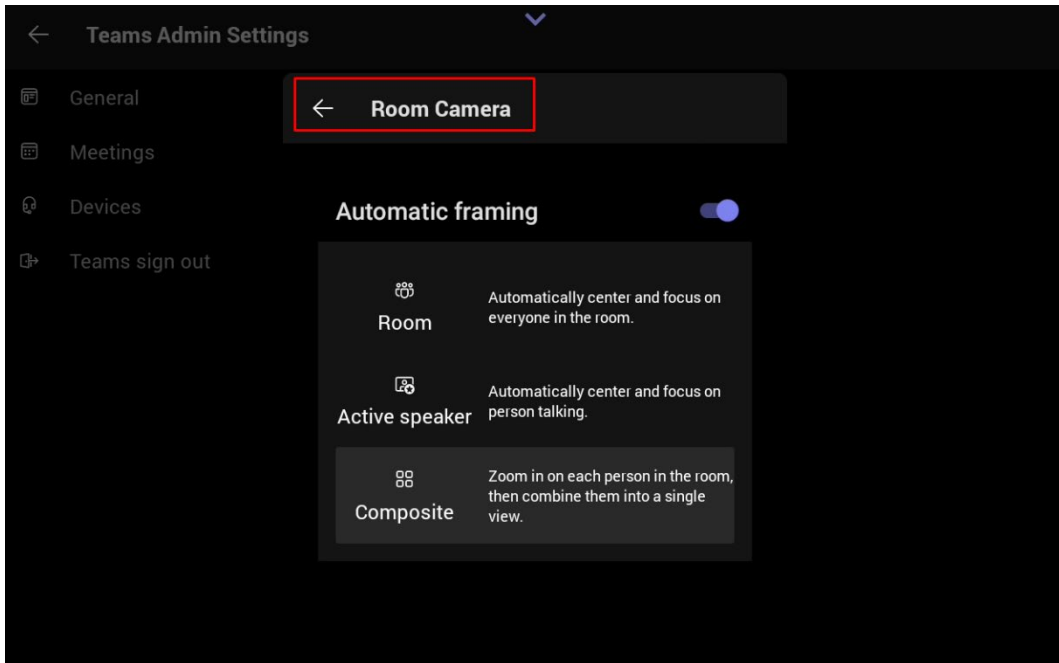 Teams Admin Settings
General
Meetings
Devices
Teams sign out
Room Camera
Automatic framing
Room
Automatically center and focus on
everyone in the room.
Active speaker
Automatically center and focus on
person talking.
Composite
Zoom in on each person in the room,
then combine them into a single
view.